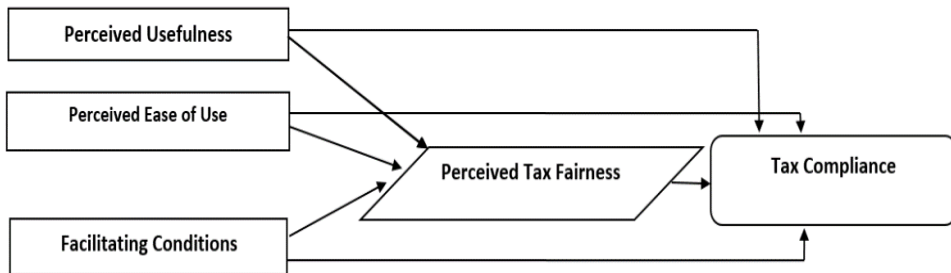 Perceived Usefulness
Perceived Ease of Use
Perceived Tax Fairness
Tax Compliance
Facilitating Conditions